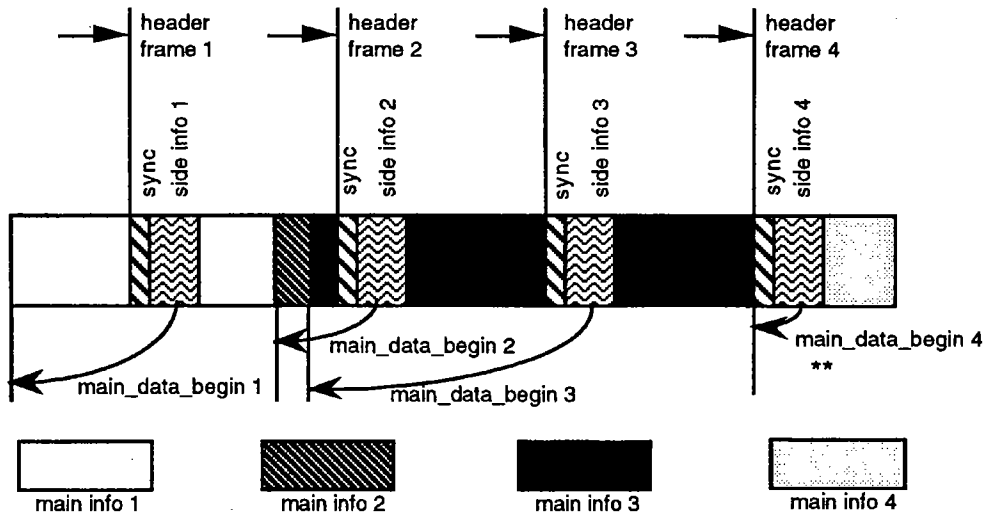 header
frame 1
header
frame 2
header
frame 3
header
frame 4
sync
side info 1
sync
side info 2
sync
side info 3
sync
side info 4
main_data_begin 1
main_data_begin 2
main_data_begin 3
main_data_begin 4
**
main info 1
main info 2
main info 3
main info 4